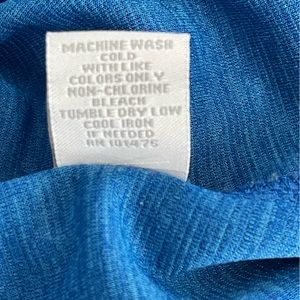 MACHINE WASH
COLD
WITH LIKE
COLORS ONLY
NON-CHLORINE
BLEACH
TUMBLE DRY LOW
COOL IRON
IF NEEDED
RN 101475